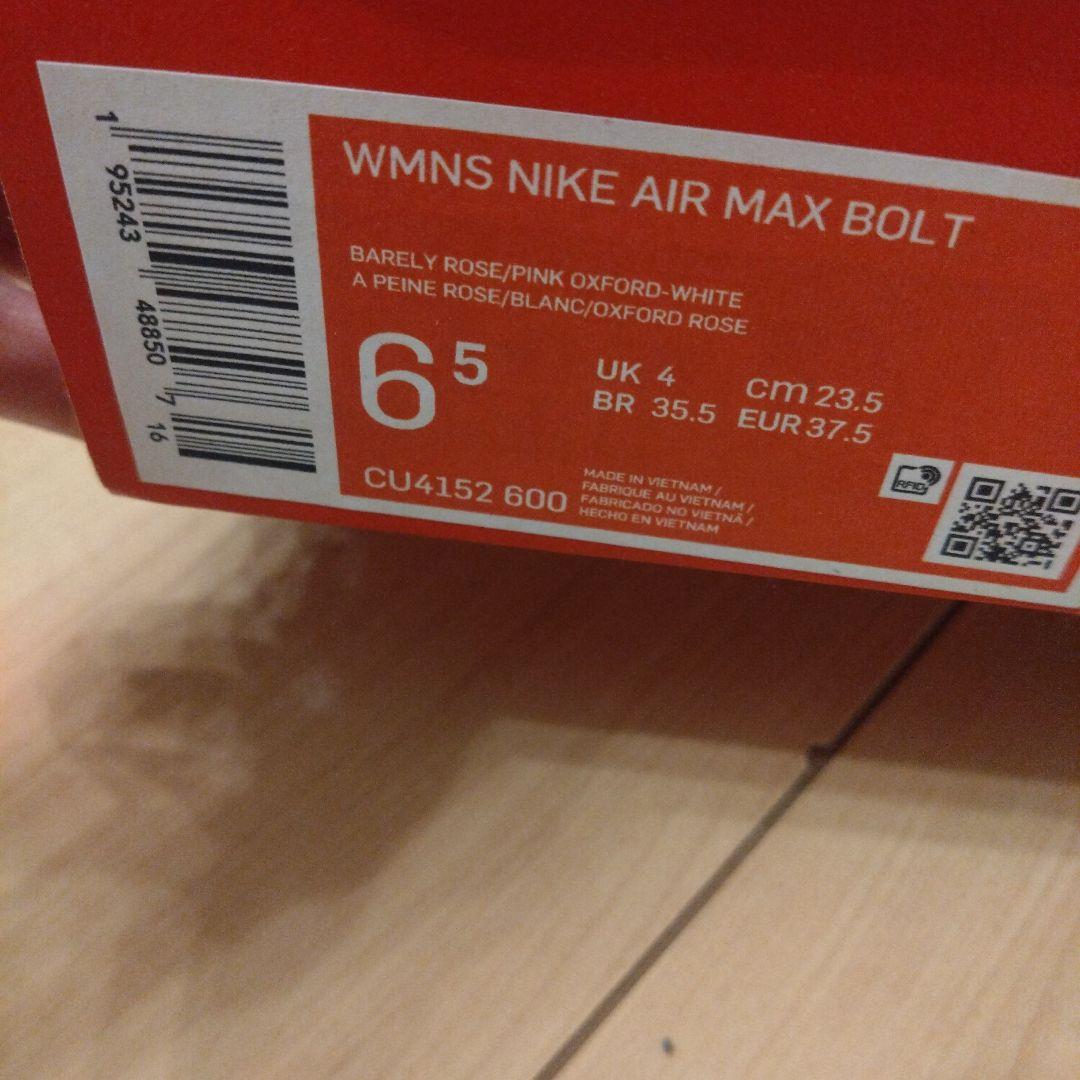 1 95243 48850 7 16
WMNS NIKE AIR MAX BOLT
BARELY ROSE/PINK OXFORD-WHITE
A PEINE ROSE/BLANC/OXFORD ROSE
6 5
UK 4 cm 23.5
BR 35.5 EUR 37.5
CU4152 600
MADE IN VIETNAM /
FABRIQUE AU VIETNAM /
FABRICADO NO VIETNÃ /
HECHO EN VIETNAM
RFID